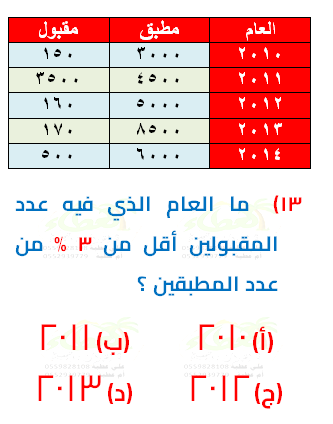 العام مطبق مقبول
٢٠١٠ ٣٠٠٠ ١٥٠
٢٠١١ ٤٥٠٠ ٣٥٠٠
٢٠١٢ ٥٠٠٠ ١٦٠
٢٠١٣ ٨٥٠٠ ١٧٠
٢٠١٤ ٦٠٠٠ ٥٠٠
١٣) ما العام الذي فيه عدد
المقبولين أقل من ٣ % من
عدد المطبقين ؟
(أ) ٢٠١٠ (ب) ٢٠١١
(ج) ٢٠١٢ (د) ٢٠١٣